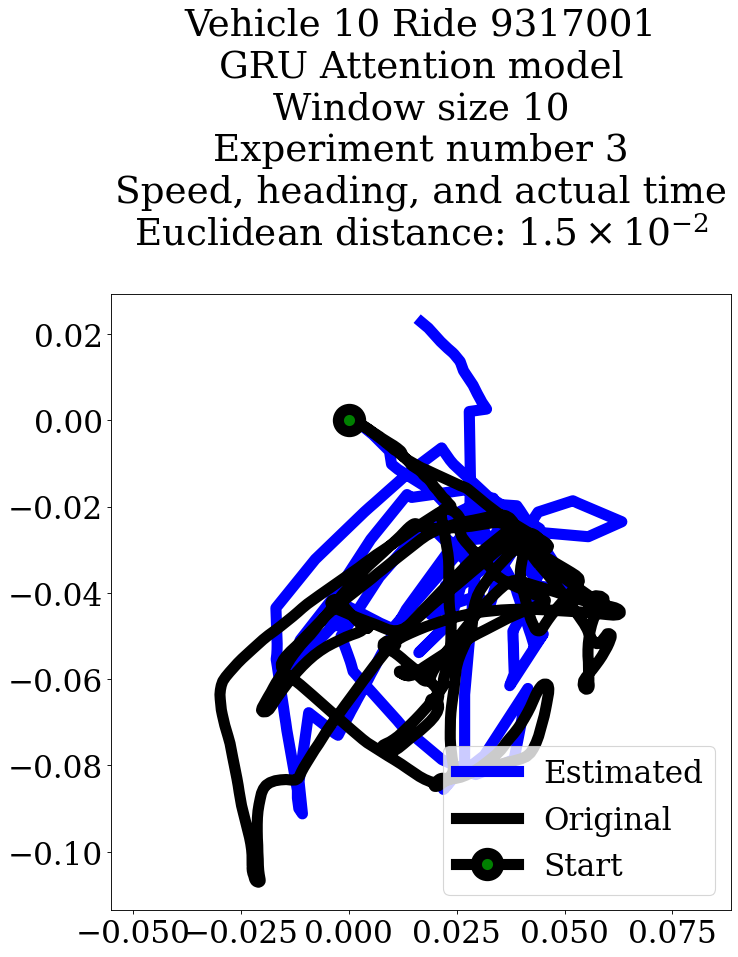 Vehicle 10 Ride 9317001
GRU Attention model
Window size 10
Experiment number 3
Speed, heading, and actual time
Euclidean distance: 1.5 × 10⁻²
0.02
0.00
−0.02
−0.04
−0.06
−0.08
−0.10
Estimated
Original
Start
−0.050 −0.025 0.000 0.025 0.050 0.075